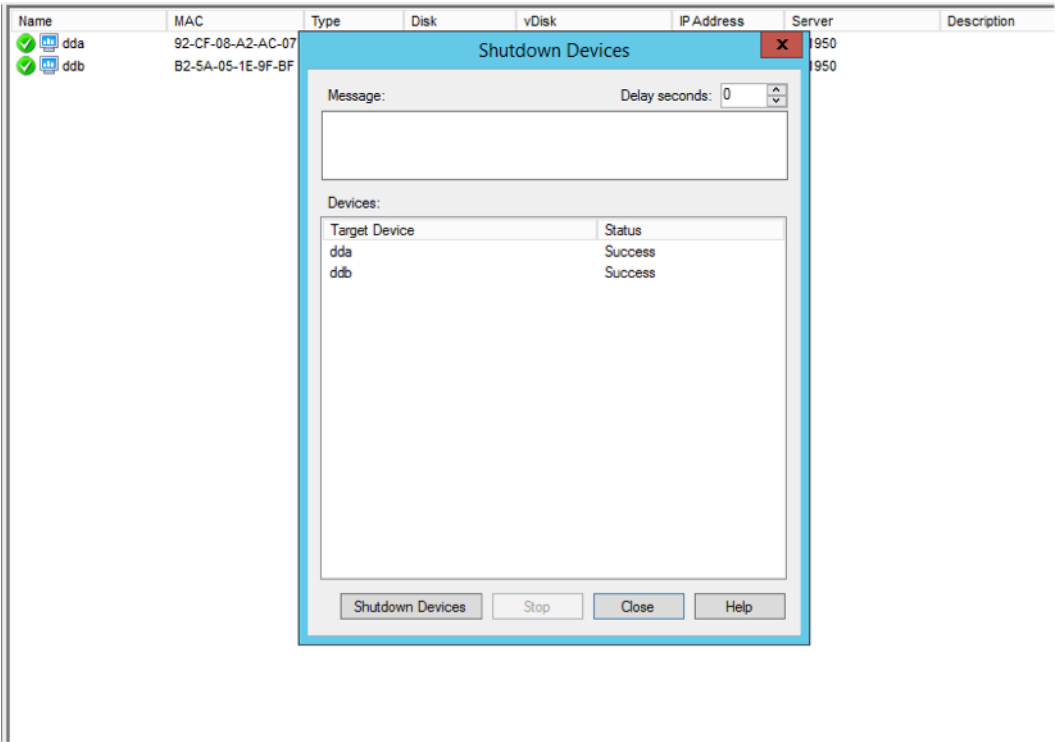 Name MAC Type Disk vDisk IP Address Server Description
dda 92-CF-08-A2-AC-07 1950
ddb B2-5A-05-1E-9F-BF 1950
Shutdown Devices x
Message: Delay seconds: 0
Devices:
Target Device Status
dda Success
ddb Success
Shutdown Devices Stop Close Help